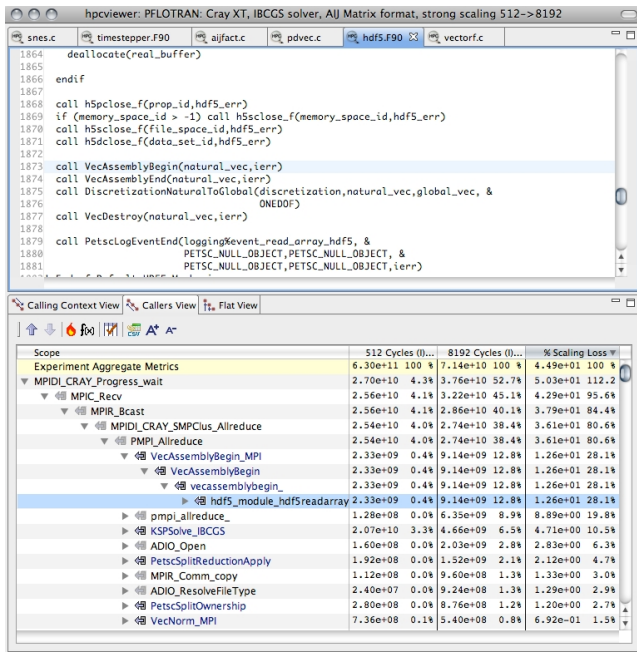 hpcviewer: PFLOTRAN: Cray XT, IBCGS solver, AIJ Matrix format, strong scaling 512->8192
snes.c timestepper.F90 aijfact.c pdvec.c hdf5.F90 vectorf.c
1864 deallocate(real_buffer)
1865
1866 endif
1867
1868 call h5pclose_f(prop_id,hdf5_err)
1869 if (memory_space_id > -1) call h5sclose_f(memory_space_id,hdf5_err)
1870 call h5sclose_f(file_space_id,hdf5_err)
1871 call h5dclose_f(data_set_id,hdf5_err)
1872
1873 call VecAssemblyBegin(natural_vec,ierr)
1874 call VecAssemblyEnd(natural_vec,ierr)
1875 call DiscretizationNaturalToGlobal(discretization,natural_vec,global_vec, &
1876 ONEDOF)
1877 call VecDestroy(natural_vec,ierr)
1878
1879 call PetscLogEventEnd(logging%event_read_array_hdf5, &
1880 PETSC_NULL_OBJECT,PETSC_NULL_OBJECT, &
1881 PETSC_NULL_OBJECT,PETSC_NULL_OBJECT,ierr)
Calling Context View Callers View Flat View
f(x) A+ A-
Scope 512 Cycles (I)... 8192 Cycles (I)... % Scaling Loss
Experiment Aggregate Metrics 6.30e+11 100 % 7.14e+10 100 % 4.49e+01 100 %
MPIDI_CRAY_Progress_wait 2.70e+10 4.3% 3.76e+10 52.7% 5.03e+01 112.2
MPIC_Recv 2.56e+10 4.1% 3.22e+10 45.1% 4.29e+01 95.6%
MPIR_Bcast 2.56e+10 4.1% 2.86e+10 40.1% 3.79e+01 84.4%
MPIDI_CRAY_SMPClus_Allreduce 2.54e+10 4.0% 2.74e+10 38.4% 3.61e+01 80.6%
PMPI_Allreduce 2.54e+10 4.0% 2.74e+10 38.4% 3.61e+01 80.6%
VecAssemblyBegin_MPI 2.33e+09 0.4% 9.14e+09 12.8% 1.26e+01 28.1%
VecAssemblyBegin 2.33e+09 0.4% 9.14e+09 12.8% 1.26e+01 28.1%
vecassemblybegin_ 2.33e+09 0.4% 9.14e+09 12.8% 1.26e+01 28.1%
hdf5_module_hdf5readarray 2.33e+09 0.4% 9.14e+09 12.8% 1.26e+01 28.1%
pmpi_allreduce_ 1.28e+08 0.0% 6.35e+09 8.9% 8.89e+00 19.8%
KSPSolve_IBCGS 2.07e+10 3.3% 4.66e+09 6.5% 4.71e+00 10.5%
ADIO_Open 1.60e+08 0.0% 2.03e+09 2.8% 2.83e+00 6.3%
PetscSplitReductionApply 1.92e+08 0.0% 1.52e+09 2.1% 2.12e+00 4.7%
MPIR_Comm_copy 1.12e+08 0.0% 9.60e+08 1.3% 1.33e+00 3.0%
ADIO_ResolveFileType 2.40e+07 0.0% 9.24e+08 1.3% 1.29e+00 2.9%
PetscSplitOwnership 2.80e+08 0.0% 8.76e+08 1.2% 1.20e+00 2.7%
VecNorm_MPI 7.36e+08 0.1% 5.40e+08 0.8% 6.92e-01 1.5%